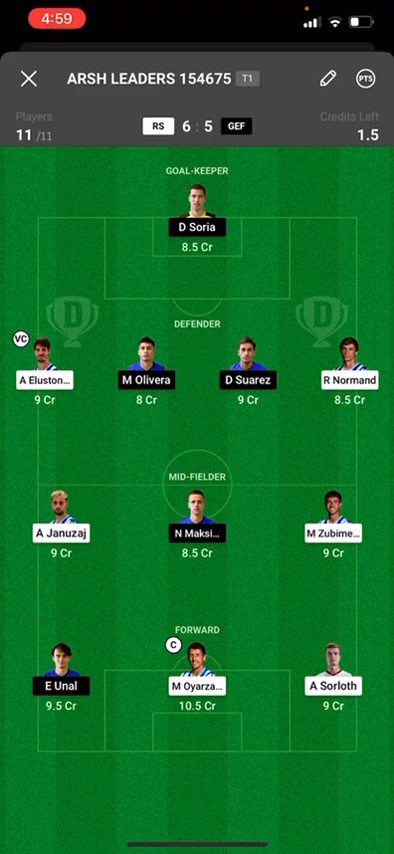 4:59
ARSH LEADERS 154675 T1
PTS
Players
11 /11
RS 6 : 5 GEF
Credits Left
1.5
GOAL-KEEPER
D Soria
8.5 Cr
D D
DEFENDER
VC
A Eluston... M Olivera D Suarez R Normand
9 Cr 8 Cr 9 Cr 8.5 Cr
MID-FIELDER
A Januzaj N Maksi... M Zubime...
9 Cr 8.5 Cr 9 Cr
FORWARD
C
E Unal M Oyarza... A Sorloth
9.5 Cr 10.5 Cr 9 Cr